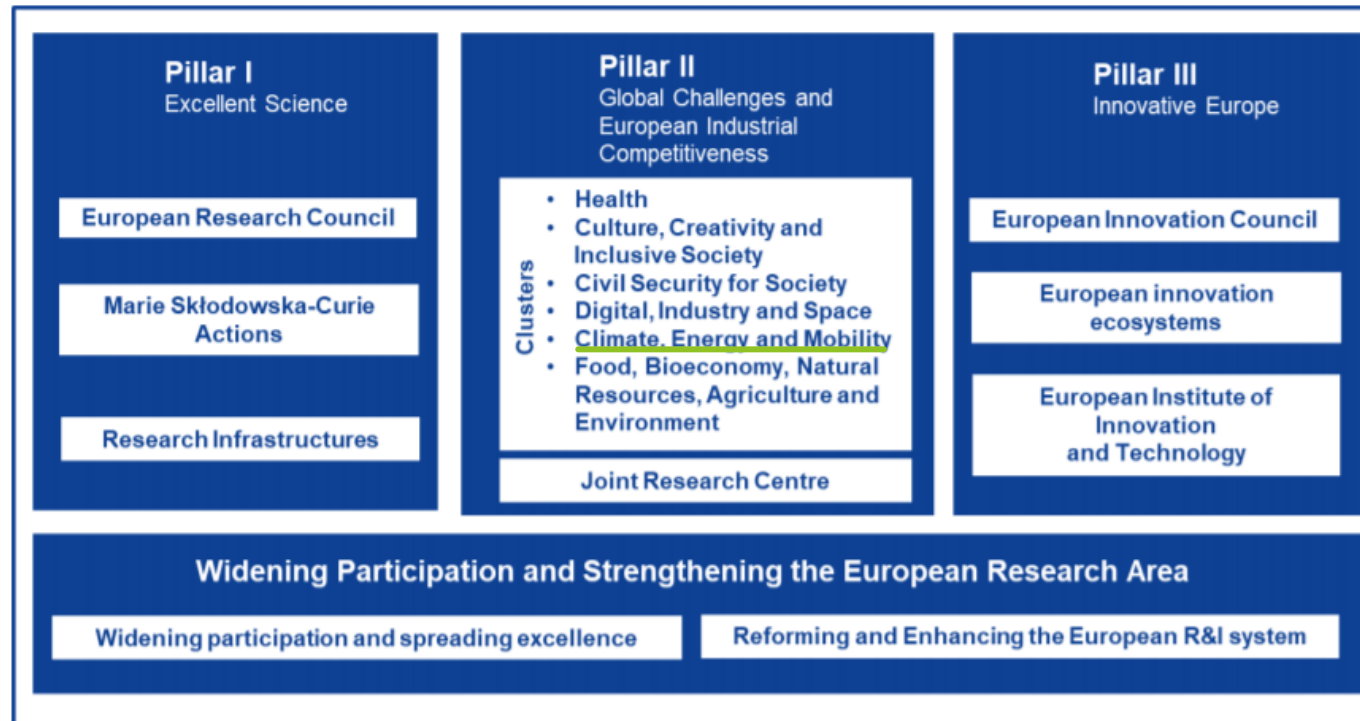 Pillar I
Excellent Science
European Research Council
Marie Skłodowska-Curie
Actions
Research Infrastructures
Pillar II
Global Challenges and
European Industrial
Competitiveness
Clusters
• Health
• Culture, Creativity and
Inclusive Society
• Civil Security for Society
• Digital, Industry and Space
• Climate, Energy and Mobility
• Food, Bioeconomy, Natural
Resources, Agriculture and
Environment
Joint Research Centre
Pillar III
Innovative Europe
European Innovation Council
European innovation
ecosystems
European Institute of
Innovation
and Technology
Widening Participation and Strengthening the European Research Area
Widening participation and spreading excellence
Reforming and Enhancing the European R&I system